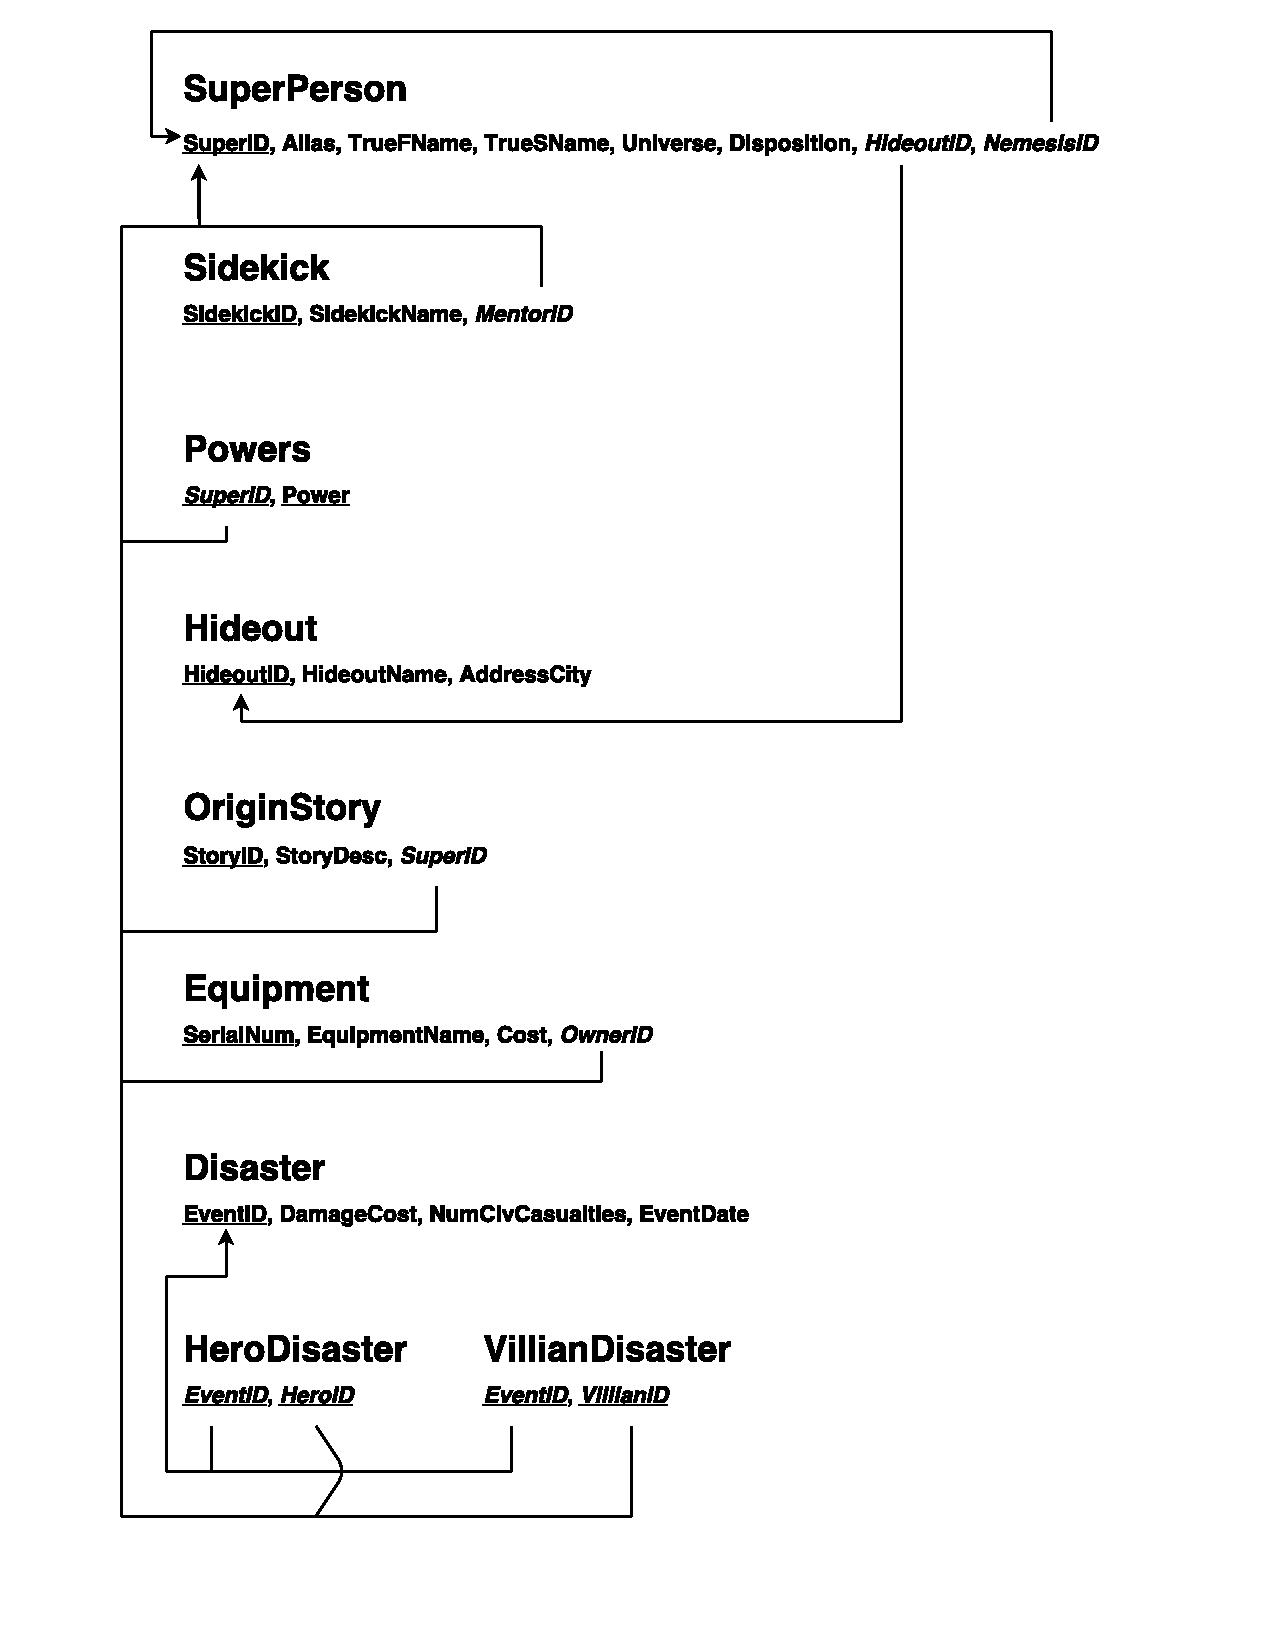 SuperPerson
SuperID, Alias, TrueFName, TrueSName, Universe, Disposition, HideoutID, NemesisID
Sidekick
SidekickID, SidekickName, MentorID
Powers
SuperID, Power
Hideout
HideoutID, HideoutName, AddressCity
OriginStory
StoryID, StoryDesc, SuperID
Equipment
SerialNum, EquipmentName, Cost, OwnerID
Disaster
EventID, DamageCost, NumCivCasualties, EventDate
HeroDisaster VillianDisaster
EventID, HeroID EventID, VillianID